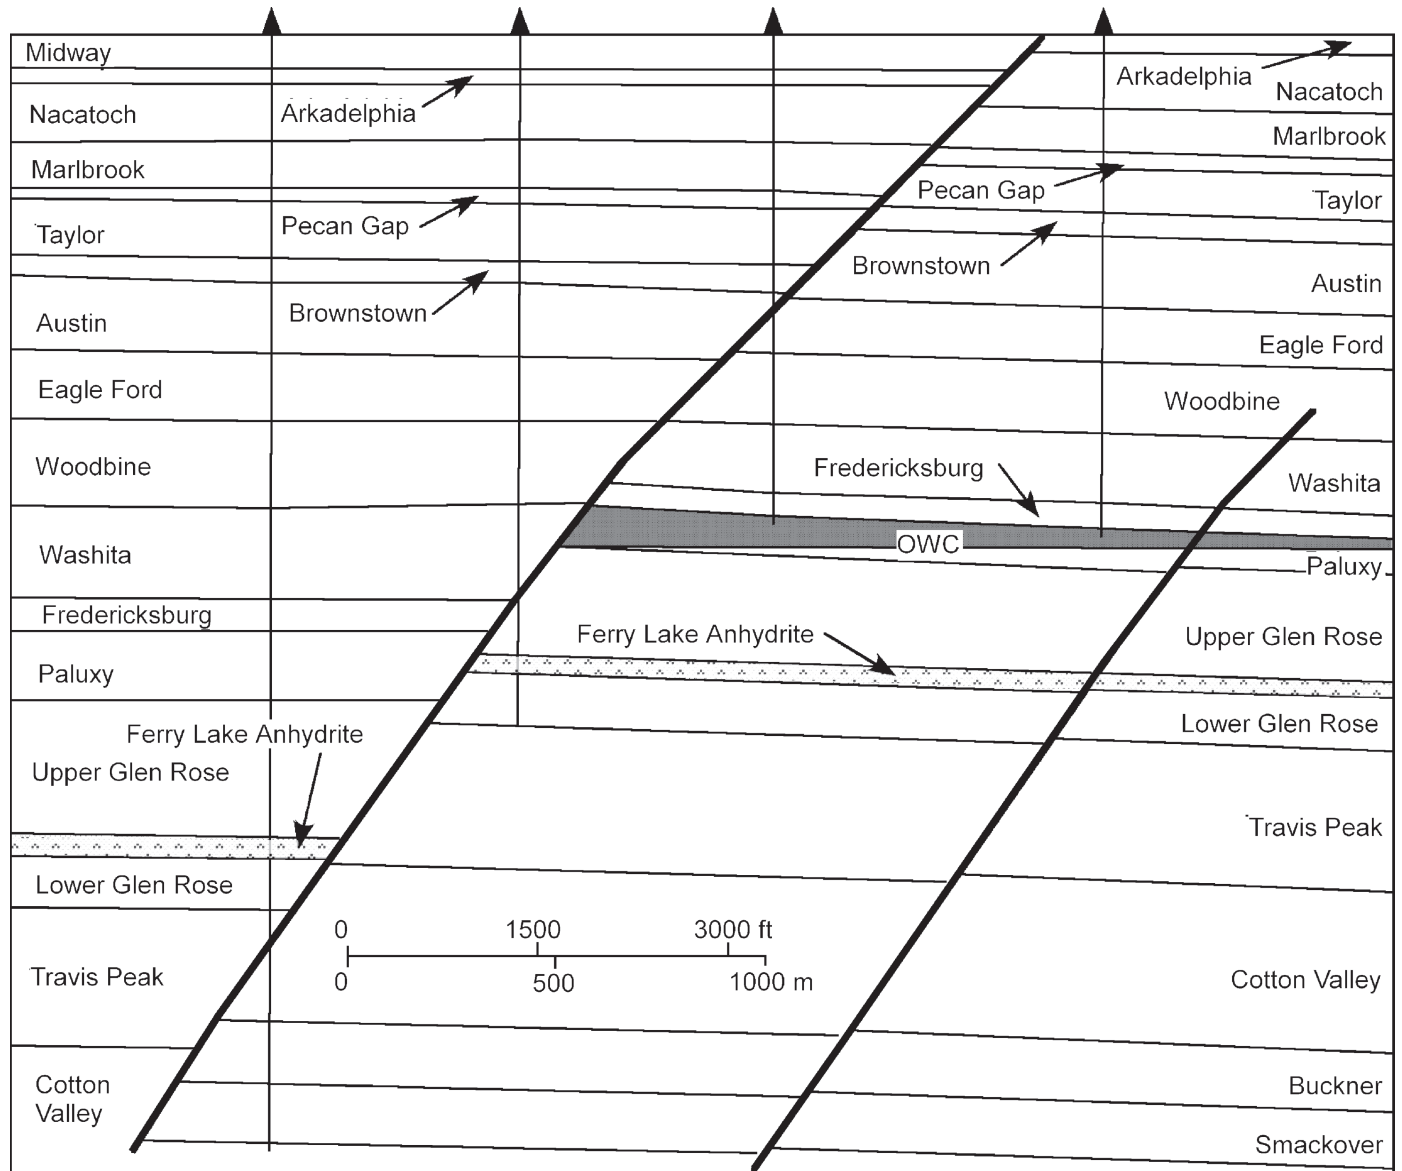 Midway
Nacatoch
Arkadelphia
Marlbrook
Pecan Gap
Taylor
Brownstown
Austin
Eagle Ford
Woodbine
Washita
Fredericksburg
Paluxy
Ferry Lake Anhydrite
Upper Glen Rose
Lower Glen Rose
Travis Peak
Cotton
Valley
Arkadelphia
Nacatoch
Marlbrook
Pecan Gap
Taylor
Brownstown
Austin
Eagle Ford
Woodbine
Fredericksburg
Washita
OWC
Paluxy
Ferry Lake Anhydrite
Upper Glen Rose
Lower Glen Rose
Travis Peak
0 1500 3000 ft
0 500 1000 m
Cotton Valley
Buckner
Smackover